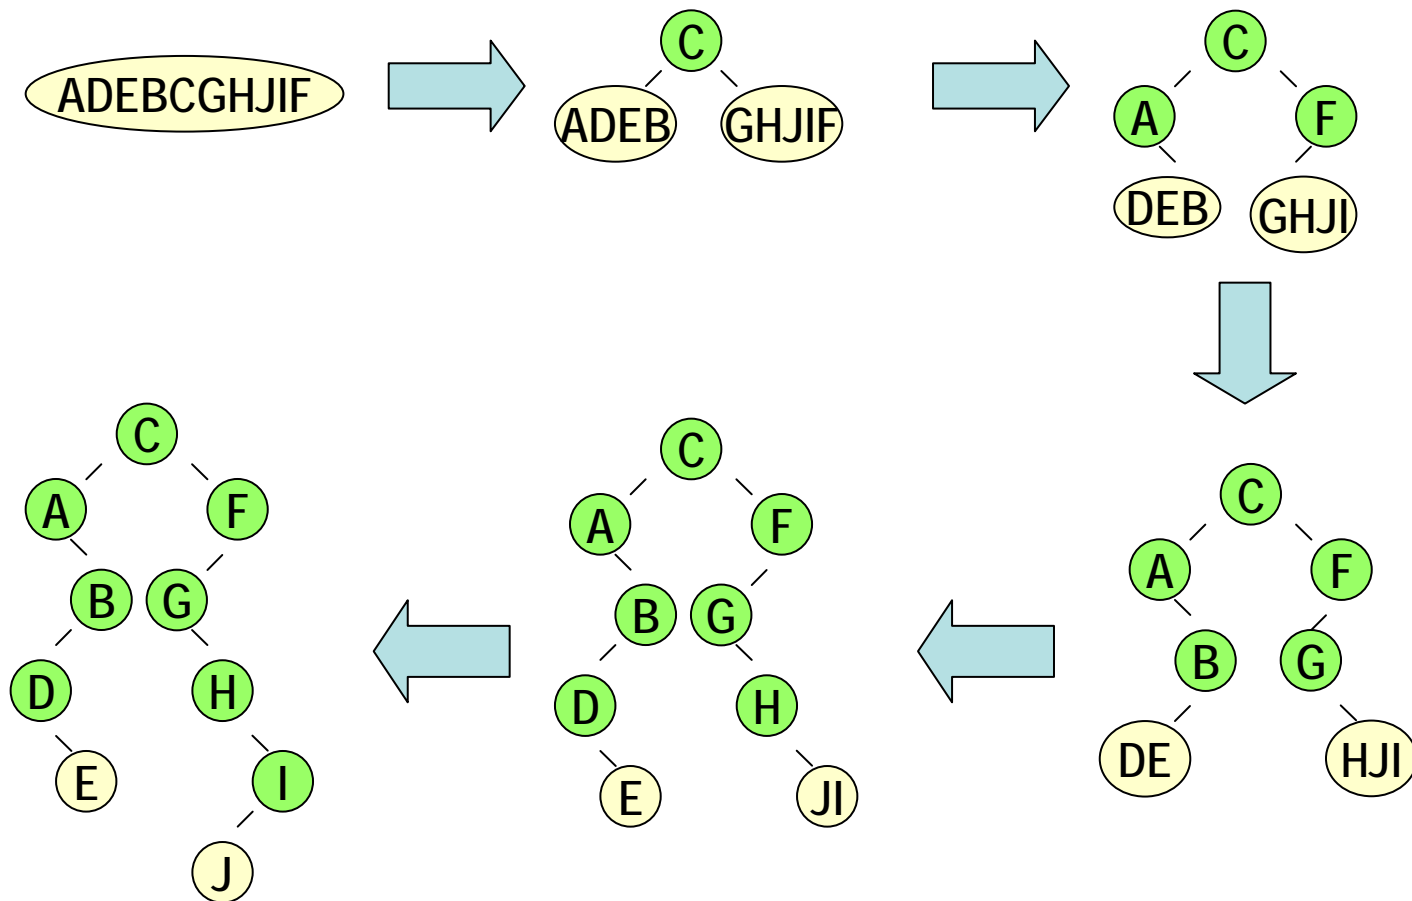 ADEBCGHJIF
C
ADEB GHJIF
C
A F
DEB GHJI
C
A F
B G
DE HJI
C
A F
B G
D H
E JI
C
A F
B G
D H
E I
J